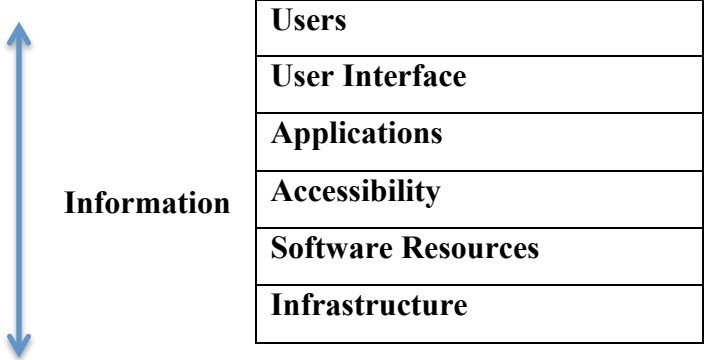 Users
User Interface
Applications
Accessibility
Information
Software Resources
Infrastructure